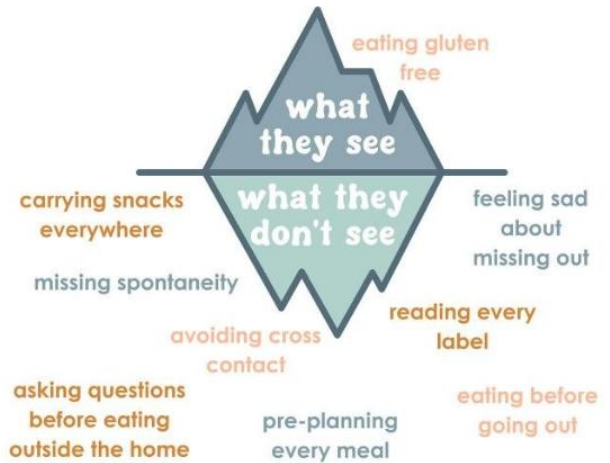 eating gluten
free
what
they see
what they
don't see
carrying snacks
everywhere
feeling sad
about
missing out
missing spontaneity
reading every
label
avoiding cross
contact
asking questions
before eating
outside the home
pre-planning
every meal
eating before
going out